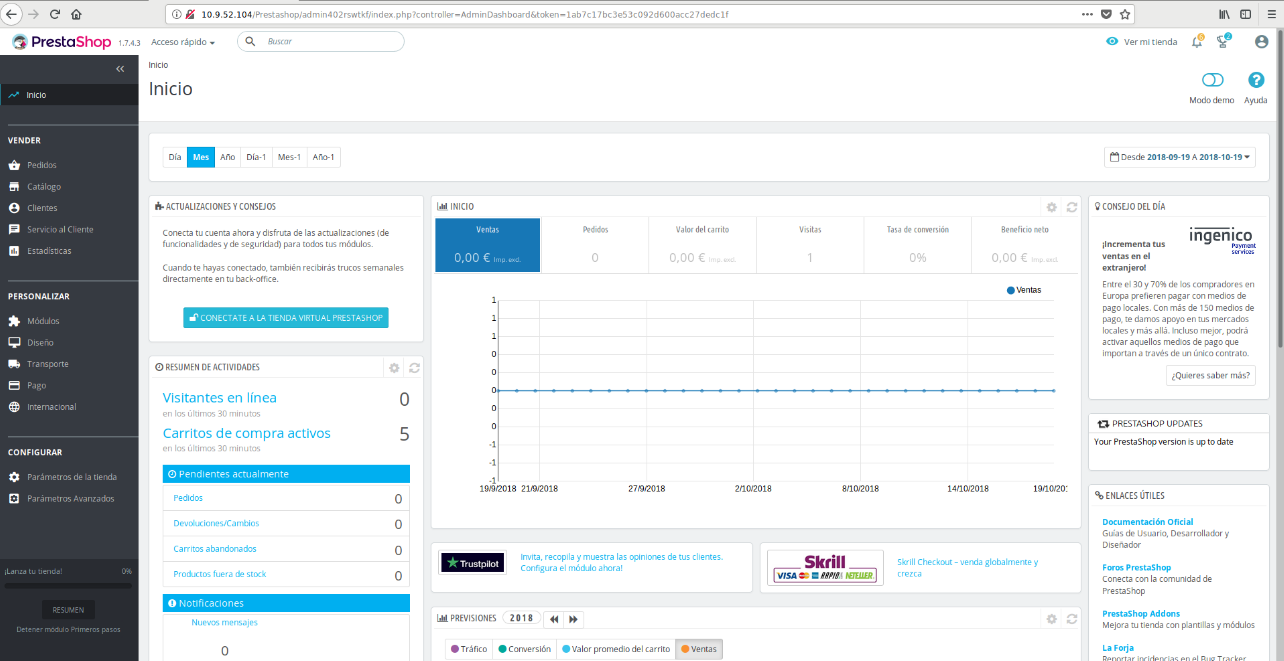 10.9.52.104/Prestashop/admin402rswtkf/index.php?controller=AdminDashboard&token=1ab7c17bc3e53c092d600acc27dedc1f
PrestaShop 1.7.4.3 Acceso rápido Buscar Ver mi tienda 6 2
Inicio
VENDER
Pedidos
Catálogo
Clientes
Servicio al Cliente
Estadísticas
PERSONALIZAR
Módulos
Diseño
Transporte
Pago
Internacional
CONFIGURAR
Parámetros de la tienda
Parámetros Avanzados
¡Lanza tu tienda! 0%
RESUMEN
Detener módulo Primeros pasos
Inicio
Inicio
Modo demo Ayuda
Día Mes Año Día-1 Mes-1 Año-1
Desde 2018-09-19 A 2018-10-19
ACTUALIZACIONES Y CONSEJOS
Conecta tu cuenta ahora y disfruta de las actualizaciones (de
funcionalidades y de seguridad) para todos tus módulos.
Cuando te hayas conectado, también recibirás trucos semanales
directamente en tu back-office.
CONECTATE A LA TIENDA VIRTUAL PRESTASHOP
RESUMEN DE ACTIVIDADES
Visitantes en línea 0
en los últimos 30 minutos
Carritos de compra activos 5
en los últimos 30 minutos
Pendientes actualmente
Pedidos 0
Devoluciones/Cambios 0
Carritos abandonados 0
Productos fuera de stock 0
Notificaciones
Nuevos mensajes
0
INICIO
Ventas Pedidos Valor del carrito Visitas Tasa de conversión Beneficio neto
0,00 € Imp. exc. 0 0,00 € Imp. exc. 1 0% 0,00 € Imp. exc.
Ventas
1
1
1
0
0
0
0
0
-1
-1
-1
19/9/2018 21/9/2018 27/9/2018 2/10/2018 8/10/2018 14/10/2018 19/10/201
Trustpilot
Invita, recopila y muestra las opiniones de tus clientes.
Configura el módulo ahora!
Skrill
VISA RAPID NETELLER
Skrill Checkout – venda globalmente y
crezca
PREVISIONES 2018
Tráfico Conversión Valor promedio del carrito Ventas
CONSEJO DEL DÍA
ingenico
Payment
services
¡Incrementa tus
ventas en el
extranjero!
Entre el 30 y 70% de los compradores en
Europa prefieren pagar con medios de
pago locales. Con más de 150 medios de
pago, te damos apoyo en tus mercados
locales y más allá. Incluso mejor, podrá
activar aquellos medios de pago que
importan a través de un único contrato.
¿Quieres saber más?
PRESTASHOP UPDATES
Your PrestaShop version is up to date
ENLACES ÚTILES
Documentación Oficial
Guías de Usuario, Desarrollador y
Diseñador
Foros PrestaShop
Conecta con la comunidad de
PrestaShop
PrestaShop Addons
Mejora tu tienda con plantillas y módulos
La Forja
Reportar incidencias en el Bug Tracker